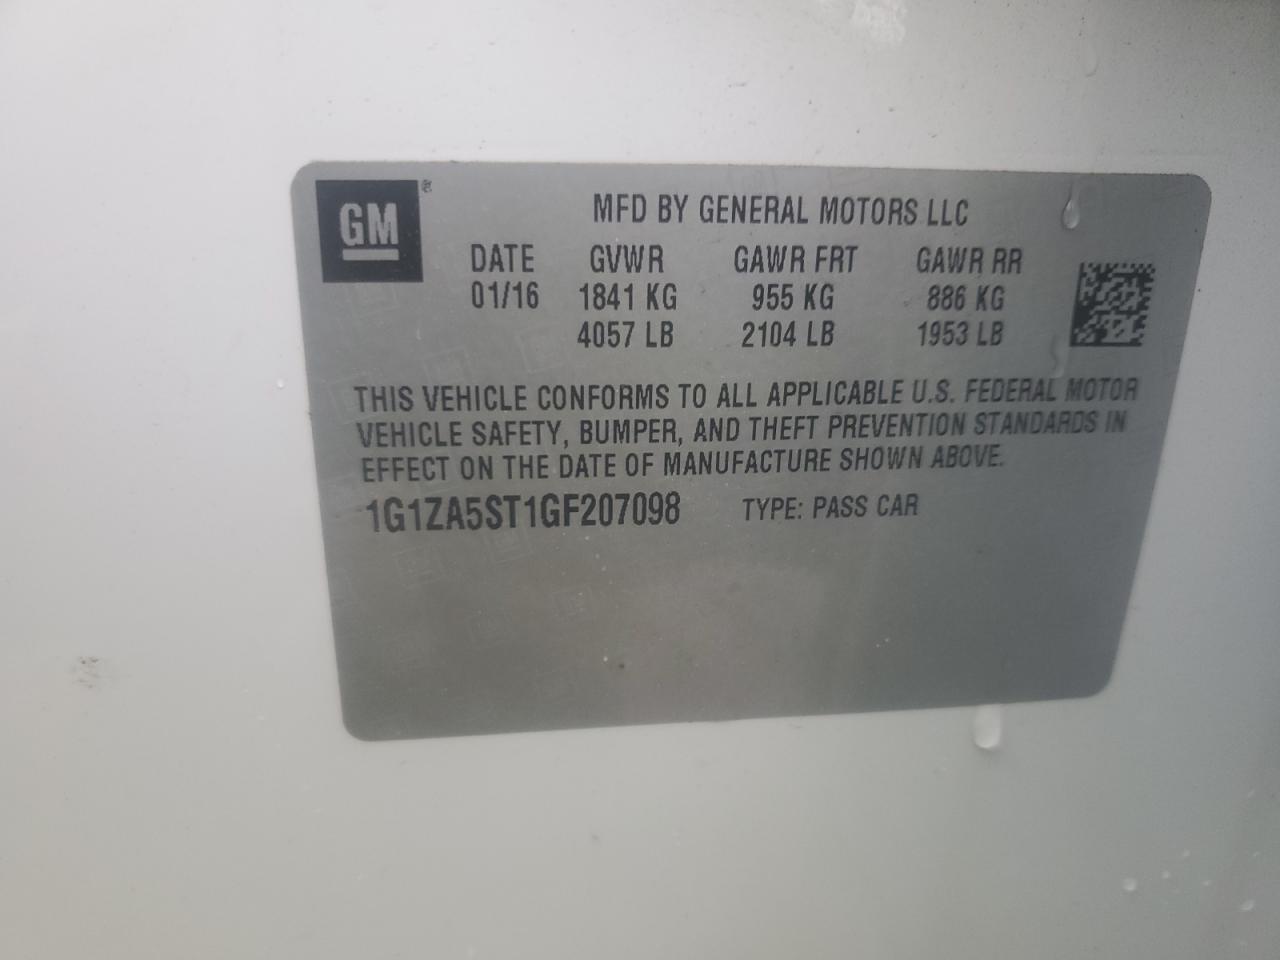 GM®
MFD BY GENERAL MOTORS LLC
DATE GVWR GAWR FRT GAWR RR
01/16 1841 KG 955 KG 886 KG
4057 LB 2104 LB 1953 LB
THIS VEHICLE CONFORMS TO ALL APPLICABLE U.S. FEDERAL MOTOR
VEHICLE SAFETY, BUMPER, AND THEFT PREVENTION STANDARDS IN
EFFECT ON THE DATE OF MANUFACTURE SHOWN ABOVE.
1G1ZA5ST1GF207098 TYPE: PASS CAR